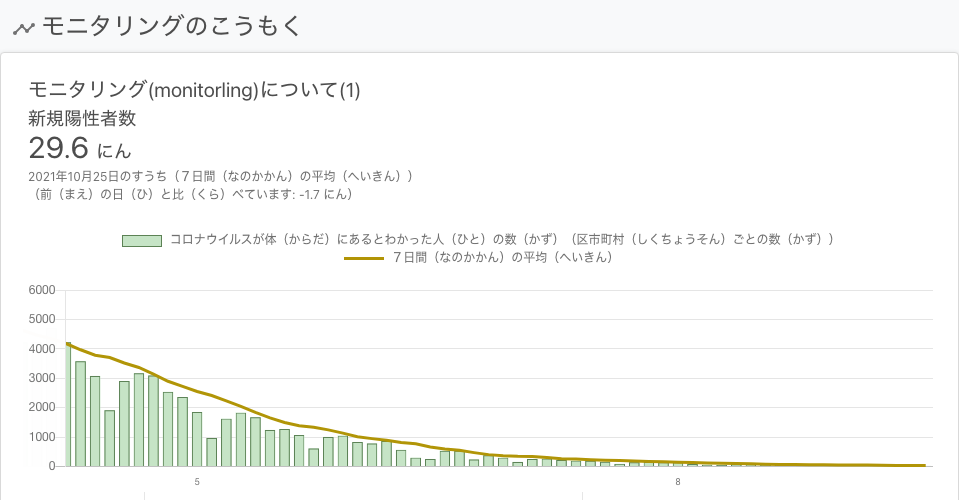 モニタリングのこうもく
モニタリング(monitorling)について(1)
新規陽性者数
29.6 にん
2021年10月25日のすうち（７日間（なのかかん）の平均（へいきん））
（前（まえ）の日（ひ）と比（くら）べています: -1.7 にん）
コロナウイルスが体（からだ）にあるとわかった人（ひと）の数（かず）（区市町村（しくちょうそん）ごとの数（かず））
７日間（なのかかん）の平均（へいきん）
6000
5000
4000
3000
2000
1000
0
5 8